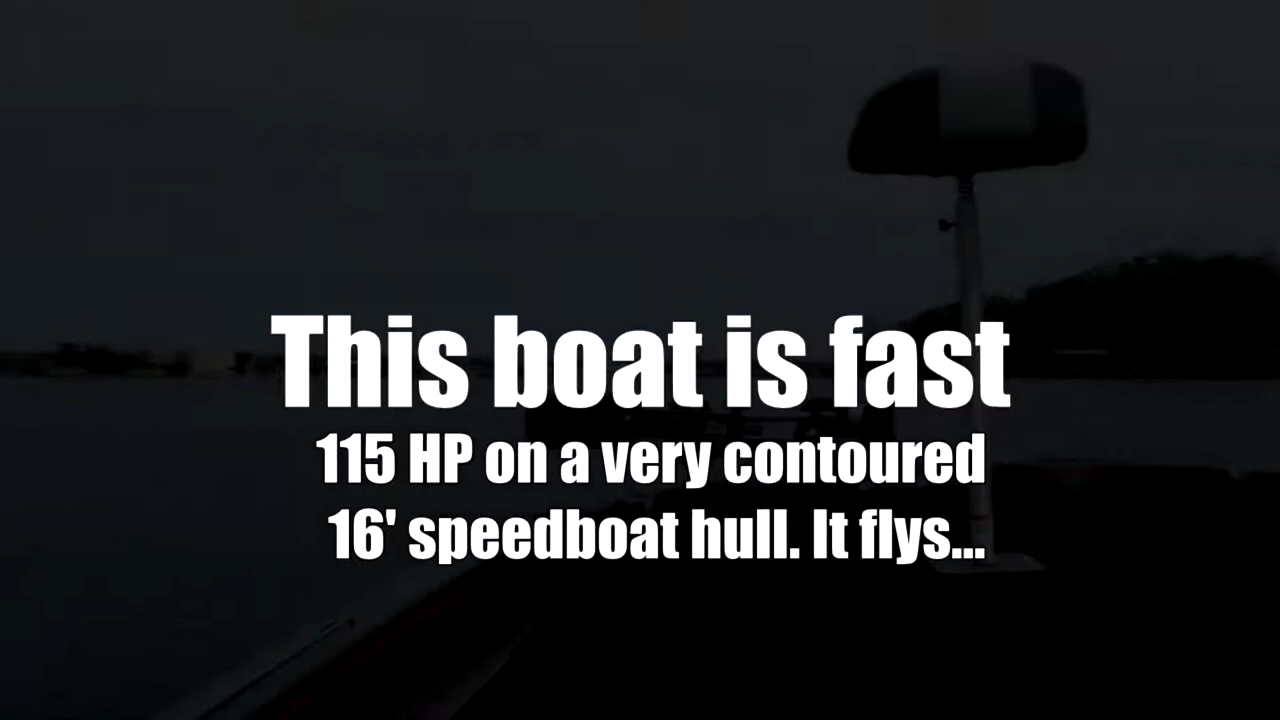 This boat is fast
115 HP on a very contoured
16' speedboat hull. It flys...